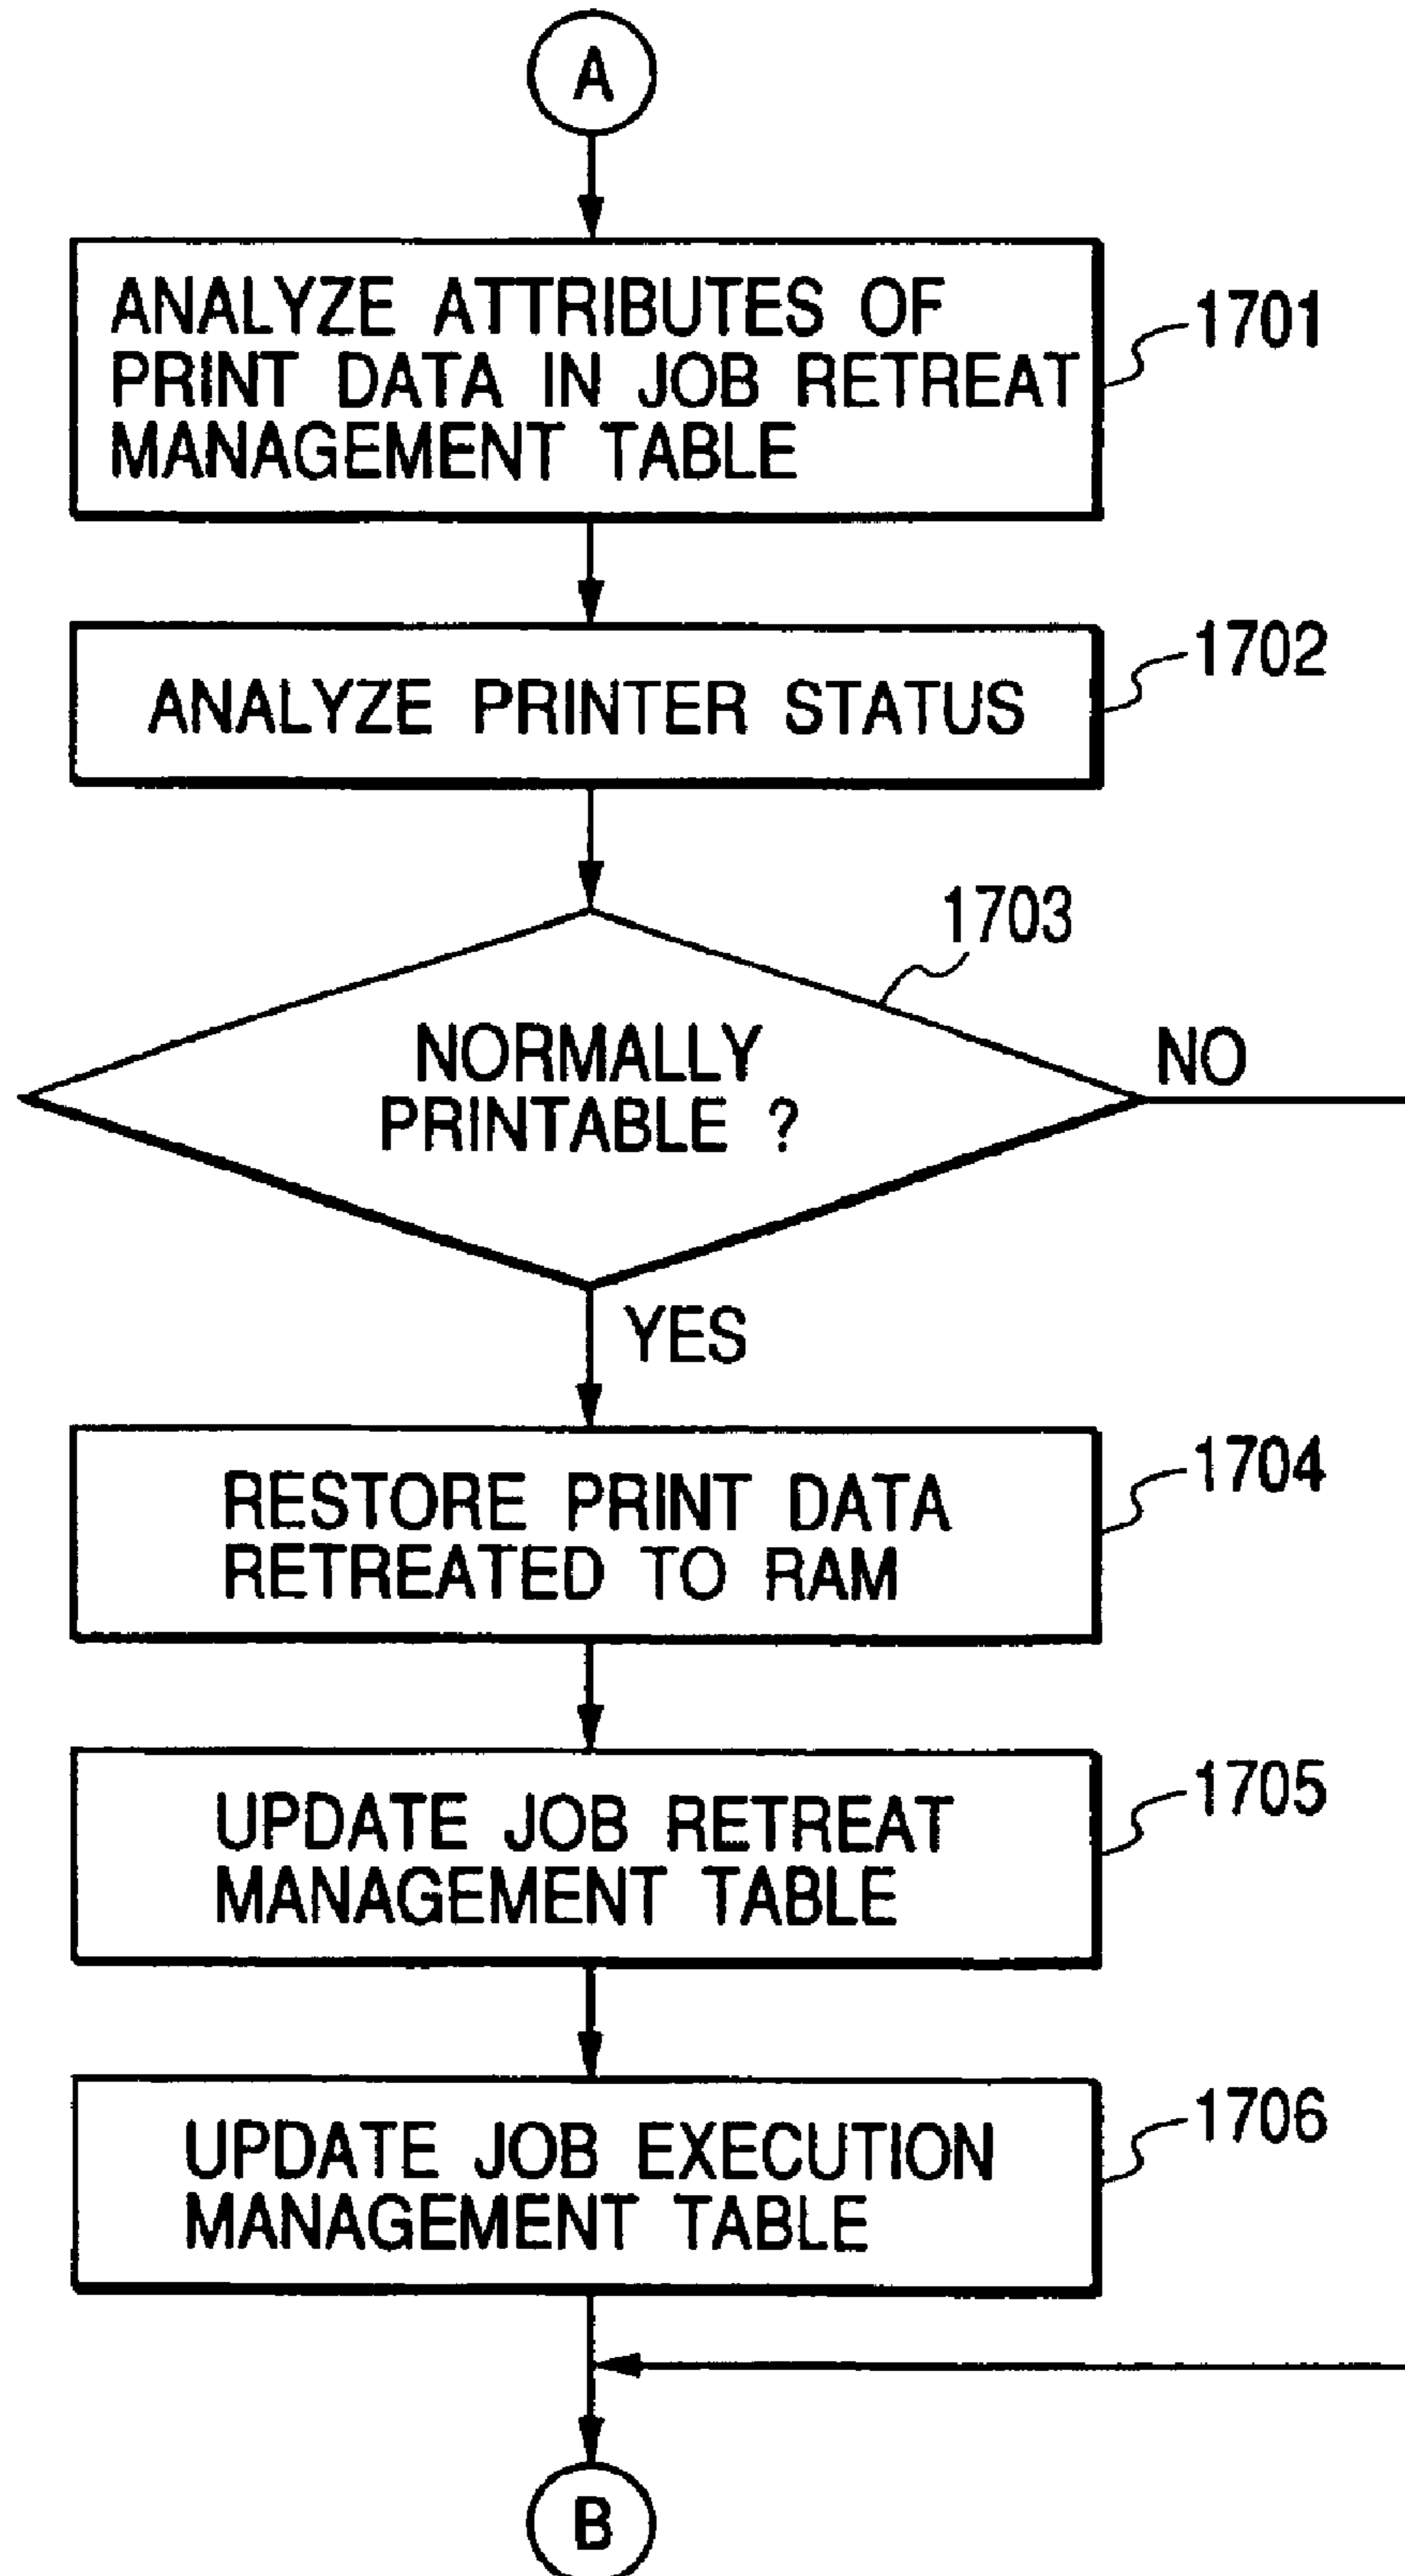 A
ANALYZE ATTRIBUTES OF
PRINT DATA IN JOB RETREAT
MANAGEMENT TABLE
1701
ANALYZE PRINTER STATUS
1702
1703
NORMALLY
PRINTABLE ?
NO
YES
RESTORE PRINT DATA
RETREATED TO RAM
1704
UPDATE JOB RETREAT
MANAGEMENT TABLE
1705
UPDATE JOB EXECUTION
MANAGEMENT TABLE
1706
B